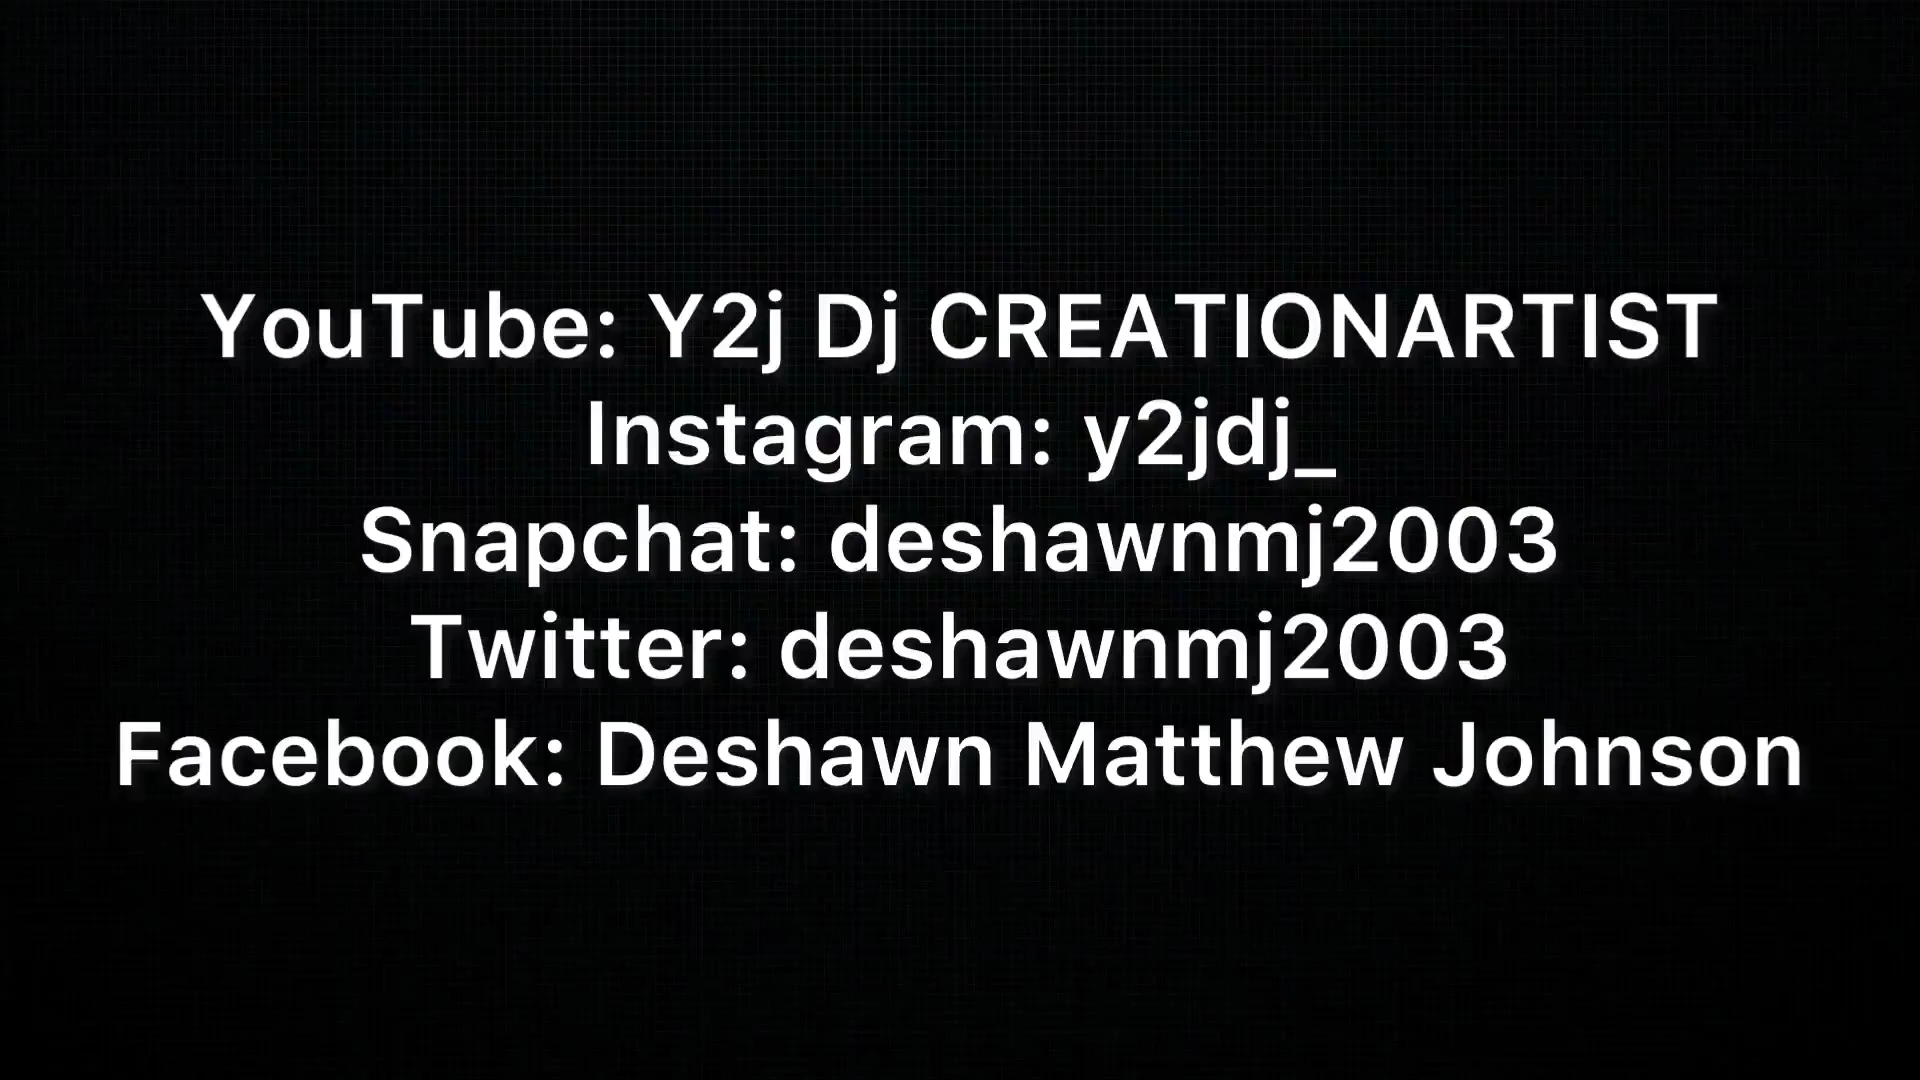 YouTube: Y2j Dj CREATIONARTIST
Instagram: y2jdj_
Snapchat: deshawnmj2003
Twitter: deshawnmj2003
Facebook: Deshawn Matthew Johnson